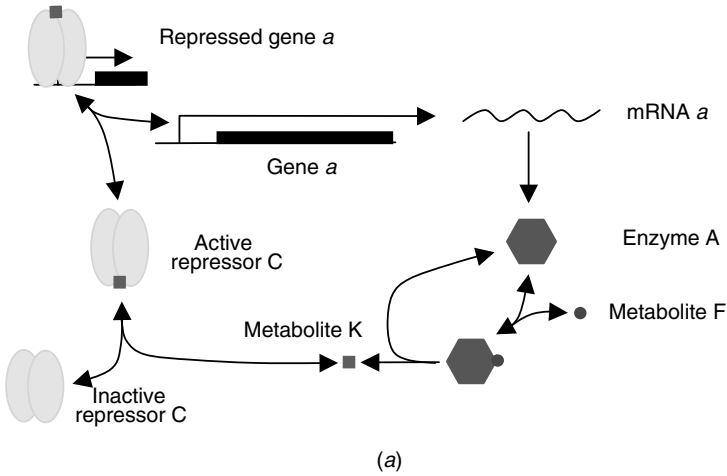 Repressed gene a
mRNA a
Gene a
Active
repressor C
Enzyme A
Metabolite F
Metabolite K
Inactive
repressor C
(a)